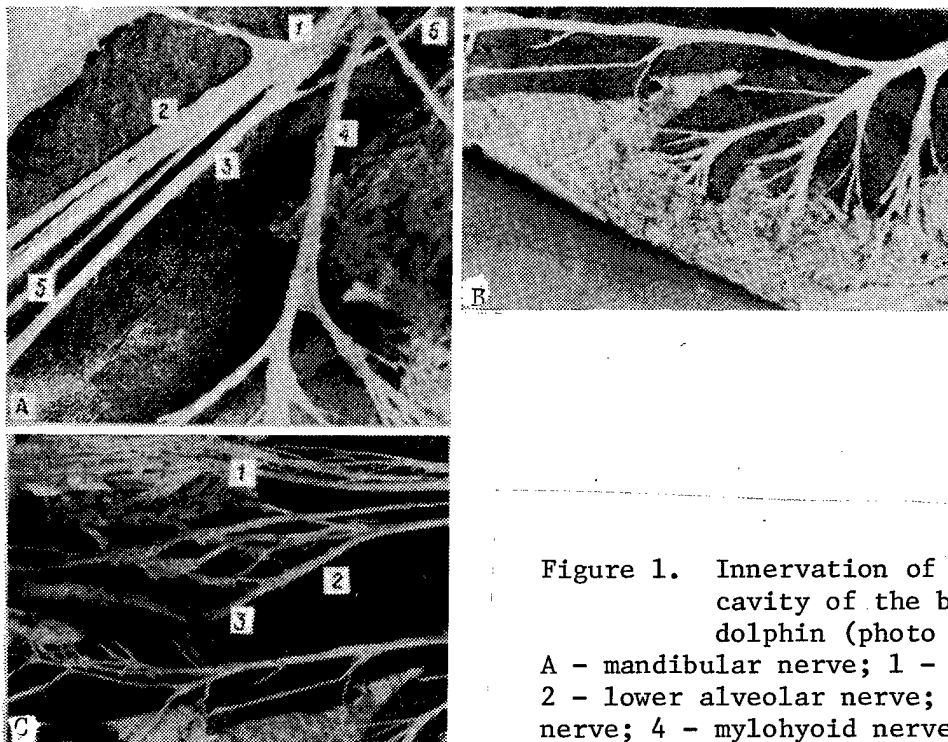 1
5
2
4
3
5
A
B
1
2
3
C
Figure 1. Innervation of
cavity of the
dolphin (photo
A - mandibular nerve; 1 -
2 - lower alveolar nerve;
nerve; 4 - mylohyoid nerve